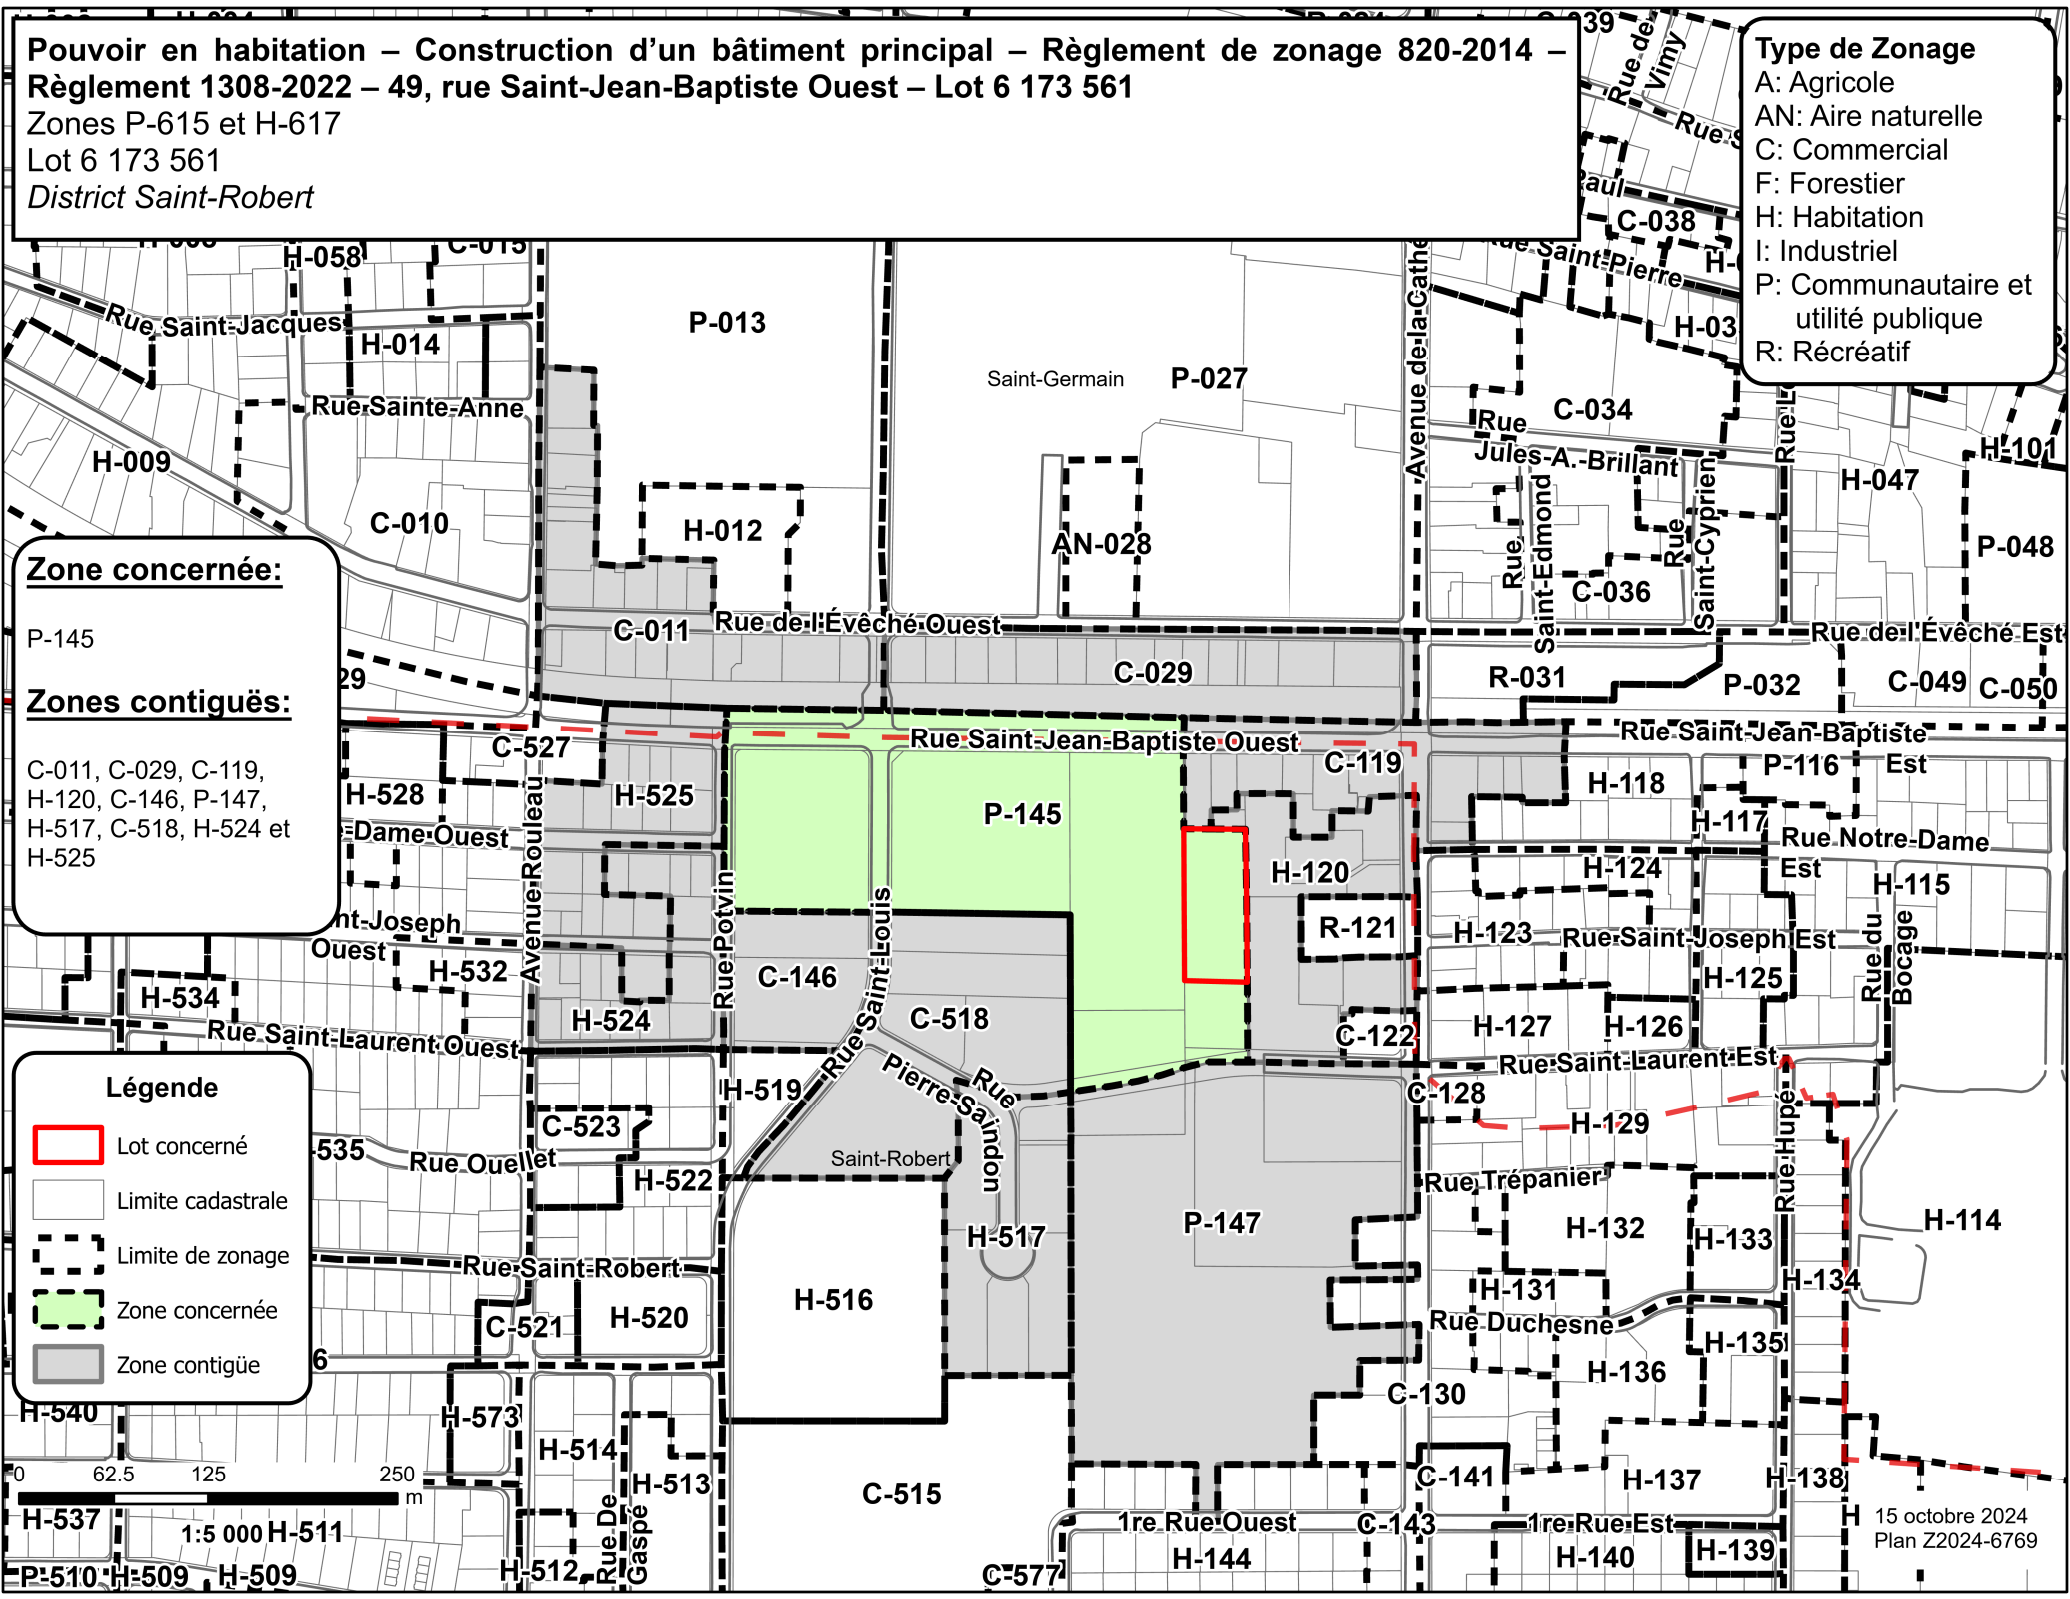 Pouvoir en habitation – Construction d’un bâtiment principal – Règlement de zonage 820-2014 –
Règlement 1308-2022 – 49, rue Saint-Jean-Baptiste Ouest – Lot 6 173 561
Zones P-615 et H-617
Lot 6 173 561
District Saint-Robert
Type de Zonage
A: Agricole
AN: Aire naturelle
C: Commercial
F: Forestier
H: Habitation
I: Industriel
P: Communautaire et
utilité publique
R: Récréatif
Rue de
Vimy
C-038
Rue Saint-Pierre
H-058
C-015
P-013
Rue Saint-Jacques
H-014
Saint-Germain
P-027
Avenue de la Cathe
C-034
Rue Sainte-Anne
Rue
Jules-A.-Brillant
H-101
H-009
H-047
C-010
H-012
AN-028
Rue
Saint-Edmond
Rue
Saint-Cyprien
P-048
C-036
Zone concernée:
P-145
Zones contiguës:
C-011, C-029, C-119,
H-120, C-146, P-147,
H-517, C-518, H-524 et
H-525
C-011
Rue de l'Évêché Ouest
Rue de l'Évêché Est
C-029
R-031
P-032
C-049
C-050
C-527
Rue Saint-Jean-Baptiste Ouest
Rue Saint-Jean-Baptiste
Est
C-119
P-116
H-528
H-525
H-118
P-145
H-117
Dame Ouest
Rue Notre-Dame
Est
Avenue Rouleau
H-120
H-124
H-115
Rue Potvin
Rue Saint-Louis
R-121
H-123
Rue Saint-Joseph Est
Rue du
Bocage
nt-Joseph
Ouest
H-532
C-146
H-125
H-534
H-524
C-518
C-122
H-127
H-126
Rue Saint-Laurent Ouest
Rue Saint-Laurent Est
Légende
Lot concerné
Limite cadastrale
Limite de zonage
Zone concernée
Zone contigüe
H-519
Rue
Pierre-Saindon
C-128
C-523
H-129
Rue Hupé
-535
Rue Ouellet
Saint-Robert
H-522
Rue Trépanier
P-147
H-132
H-133
H-114
H-517
Rue Saint-Robert
H-131
H-134
H-516
C-521
H-520
Rue Duchesne
H-135
H-136
C-130
H-540
H-573
H-514
H-513
C-141
H-137
H-138
C-515
0 62.5 125 250
m
1:5 000
H-537
H-511
Rue De
Gaspé
1re Rue Ouest
C-143
1re Rue Est
H
15 octobre 2024
Plan Z2024-6769
H-144
H-140
H-139
P-510
H-509
H-509
H-512
C-577